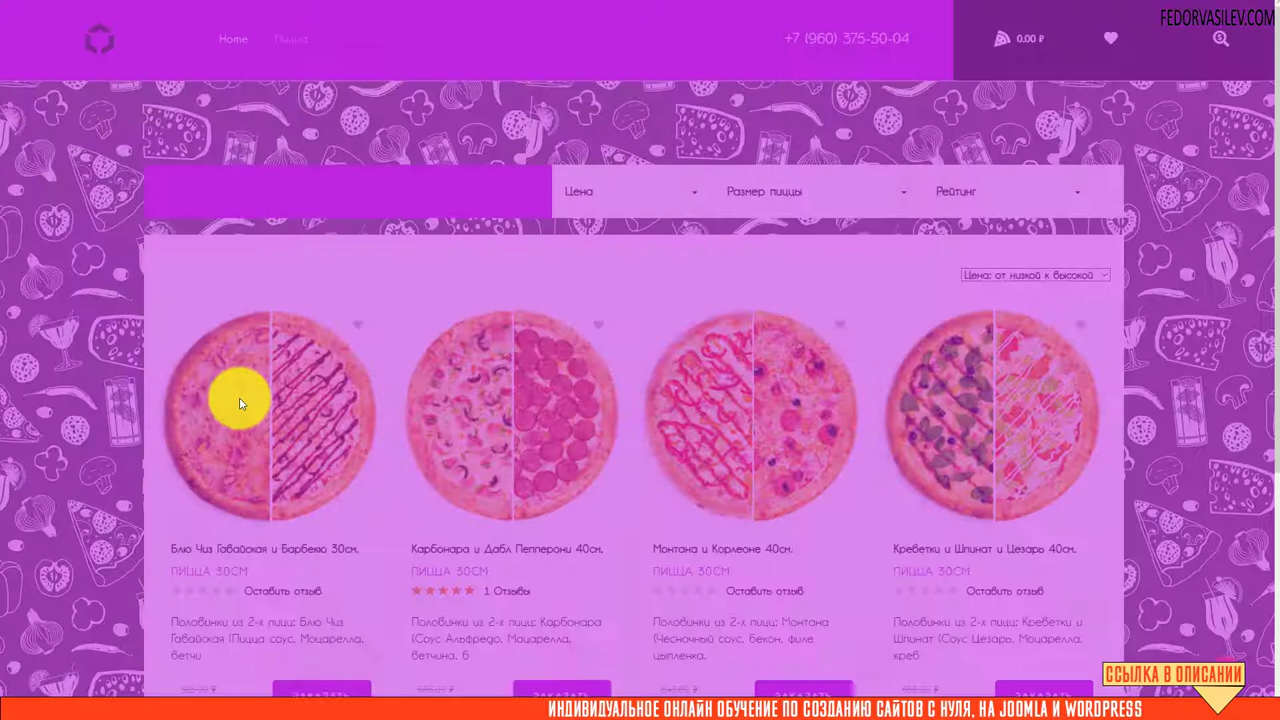 FEDORVASILEV.COM
Home Пицца +7 (960) 375-50-04 0.00 ₽
Цена Размер пиццы Рейтинг
Цена: от низкой к высокой
Блю Чиз Гавайская и Барбекю 30см.
ПИЦЦА 30СМ
Оставить отзыв
Половинки из 2-х пицц: Блю Чиз
Гавайская (Пицца соус, Моцарелла,
ветчи
Карбонара и Дабл Пепперони 40см.
ПИЦЦА 30СМ
1 Отзывы
Половинки из 2-х пицц: Карбонара
(Соус Альфредо, Моцарелла,
ветчина, б
Монтана и Корлеоне 40см.
ПИЦЦА 30СМ
Оставить отзыв
Половинки из 2-х пицц: Монтана
(Чесночный соус, Бекон, филе
цыпленка,
Креветки и Шпинат и Цезарь 40см.
ПИЦЦА 30СМ
Оставить отзыв
Половинки из 2-х пицц: Креветки и
Шпинат (Соус Цезарь, Моцарелла,
креб
ЗАКАЗАТЬ ЗАКАЗАТЬ ЗАКАЗАТЬ ЗАКАЗАТЬ
ССЫЛКА В ОПИСАНИИ
ИНДИВИДУАЛЬНОЕ ОНЛАЙН ОБУЧЕНИЕ ПО СОЗДАНИЮ САЙТОВ С НУЛЯ, НА JOOMLA И WORDPRESS